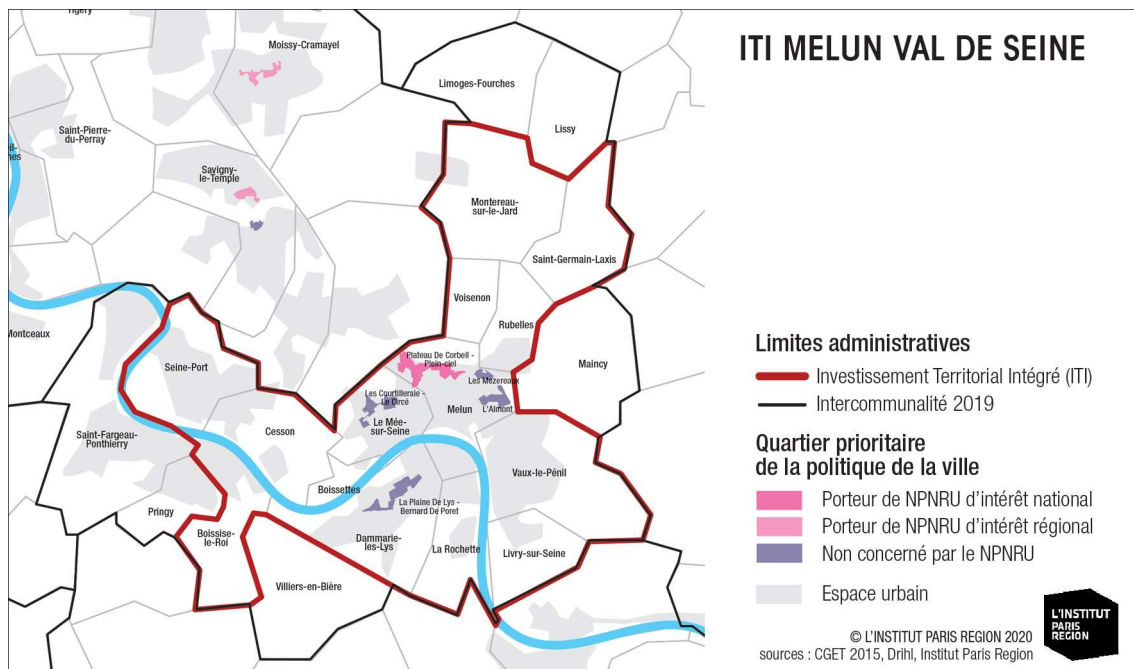 ITI MELUN VAL DE SEINE
Tigery
Moissy-Cramayel
Limoges-Fourches
Lissy
Saint-Pierre-
du-Perray
Savigny-
le-Temple
Montereau-
sur-le-Jard
Saint-Germain-Laxis
Voisenon
Rubelles
Montceaux
Seine-Port
Plateau De Corbeil -
Plein-ciel
Maincy
Les Mezereaux
Les Courtilleraie -
Le Circé
L'Almont
Melun
Le Mée-
sur-Seine
Cesson
Saint-Fargeau-
Ponthierry
Vaux-le-Pénil
Boissettes
La Plaine De Lys -
Bernard De Poret
Pringy
Boissise-
le-Roi
Dammarie-
les-Lys
La Rochette
Livry-sur-Seine
Villiers-en-Bière
Limites administratives
Investissement Territorial Intégré (ITI)
Intercommunalité 2019
Quartier prioritaire
de la politique de la ville
Porteur de NPNRU d'intérêt national
Porteur de NPNRU d'intérêt régional
Non concerné par le NPNRU
Espace urbain
© L'INSTITUT PARIS REGION 2020
sources : CGET 2015, Drihl, Institut Paris Region
L'INSTITUT
PARIS
REGION